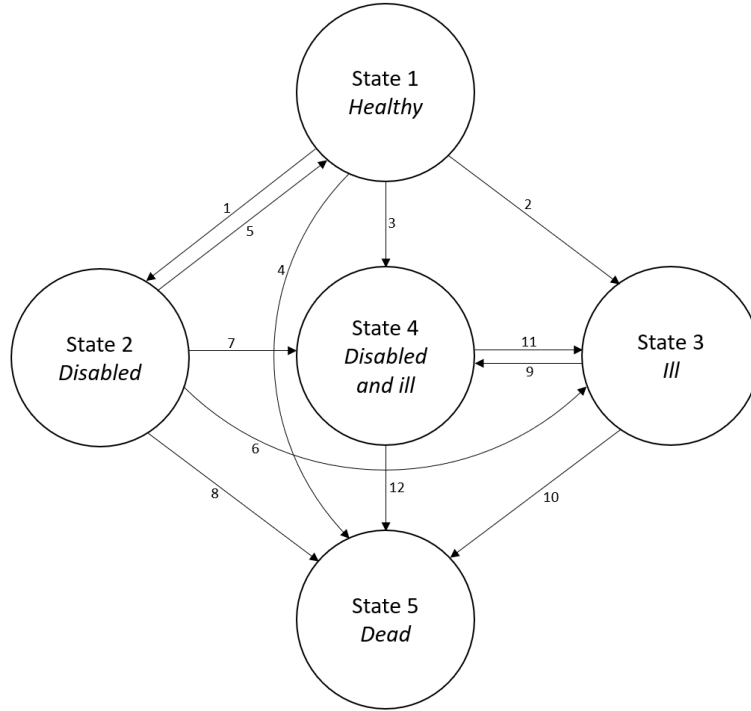 State 1
Healthy
1
5
4
3
2
State 2
Disabled
7
State 4
Disabled
and ill
11
9
State 3
Ill
6
8
12
10
State 5
Dead